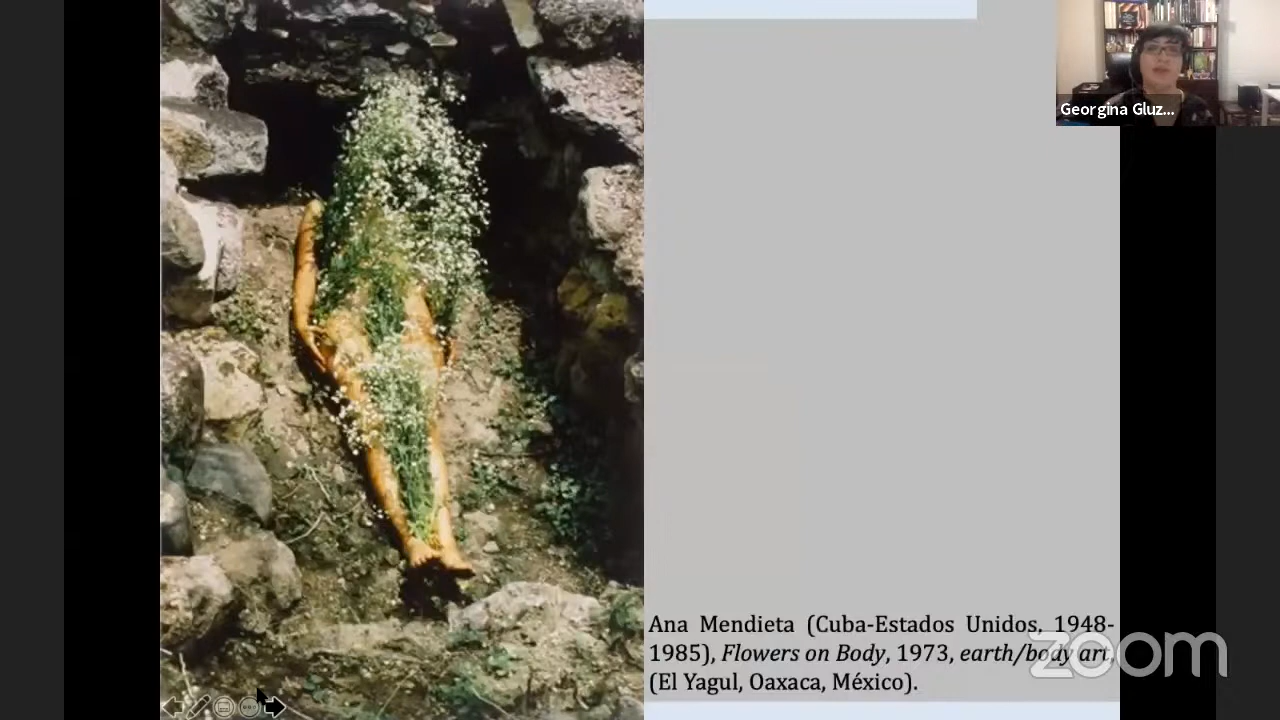 Georgina Gluz...
Ana Mendieta (Cuba-Estados Unidos, 1948-
1985), Flowers on Body, 1973, earth/body art,
(El Yagul, Oaxaca, México).
zoom